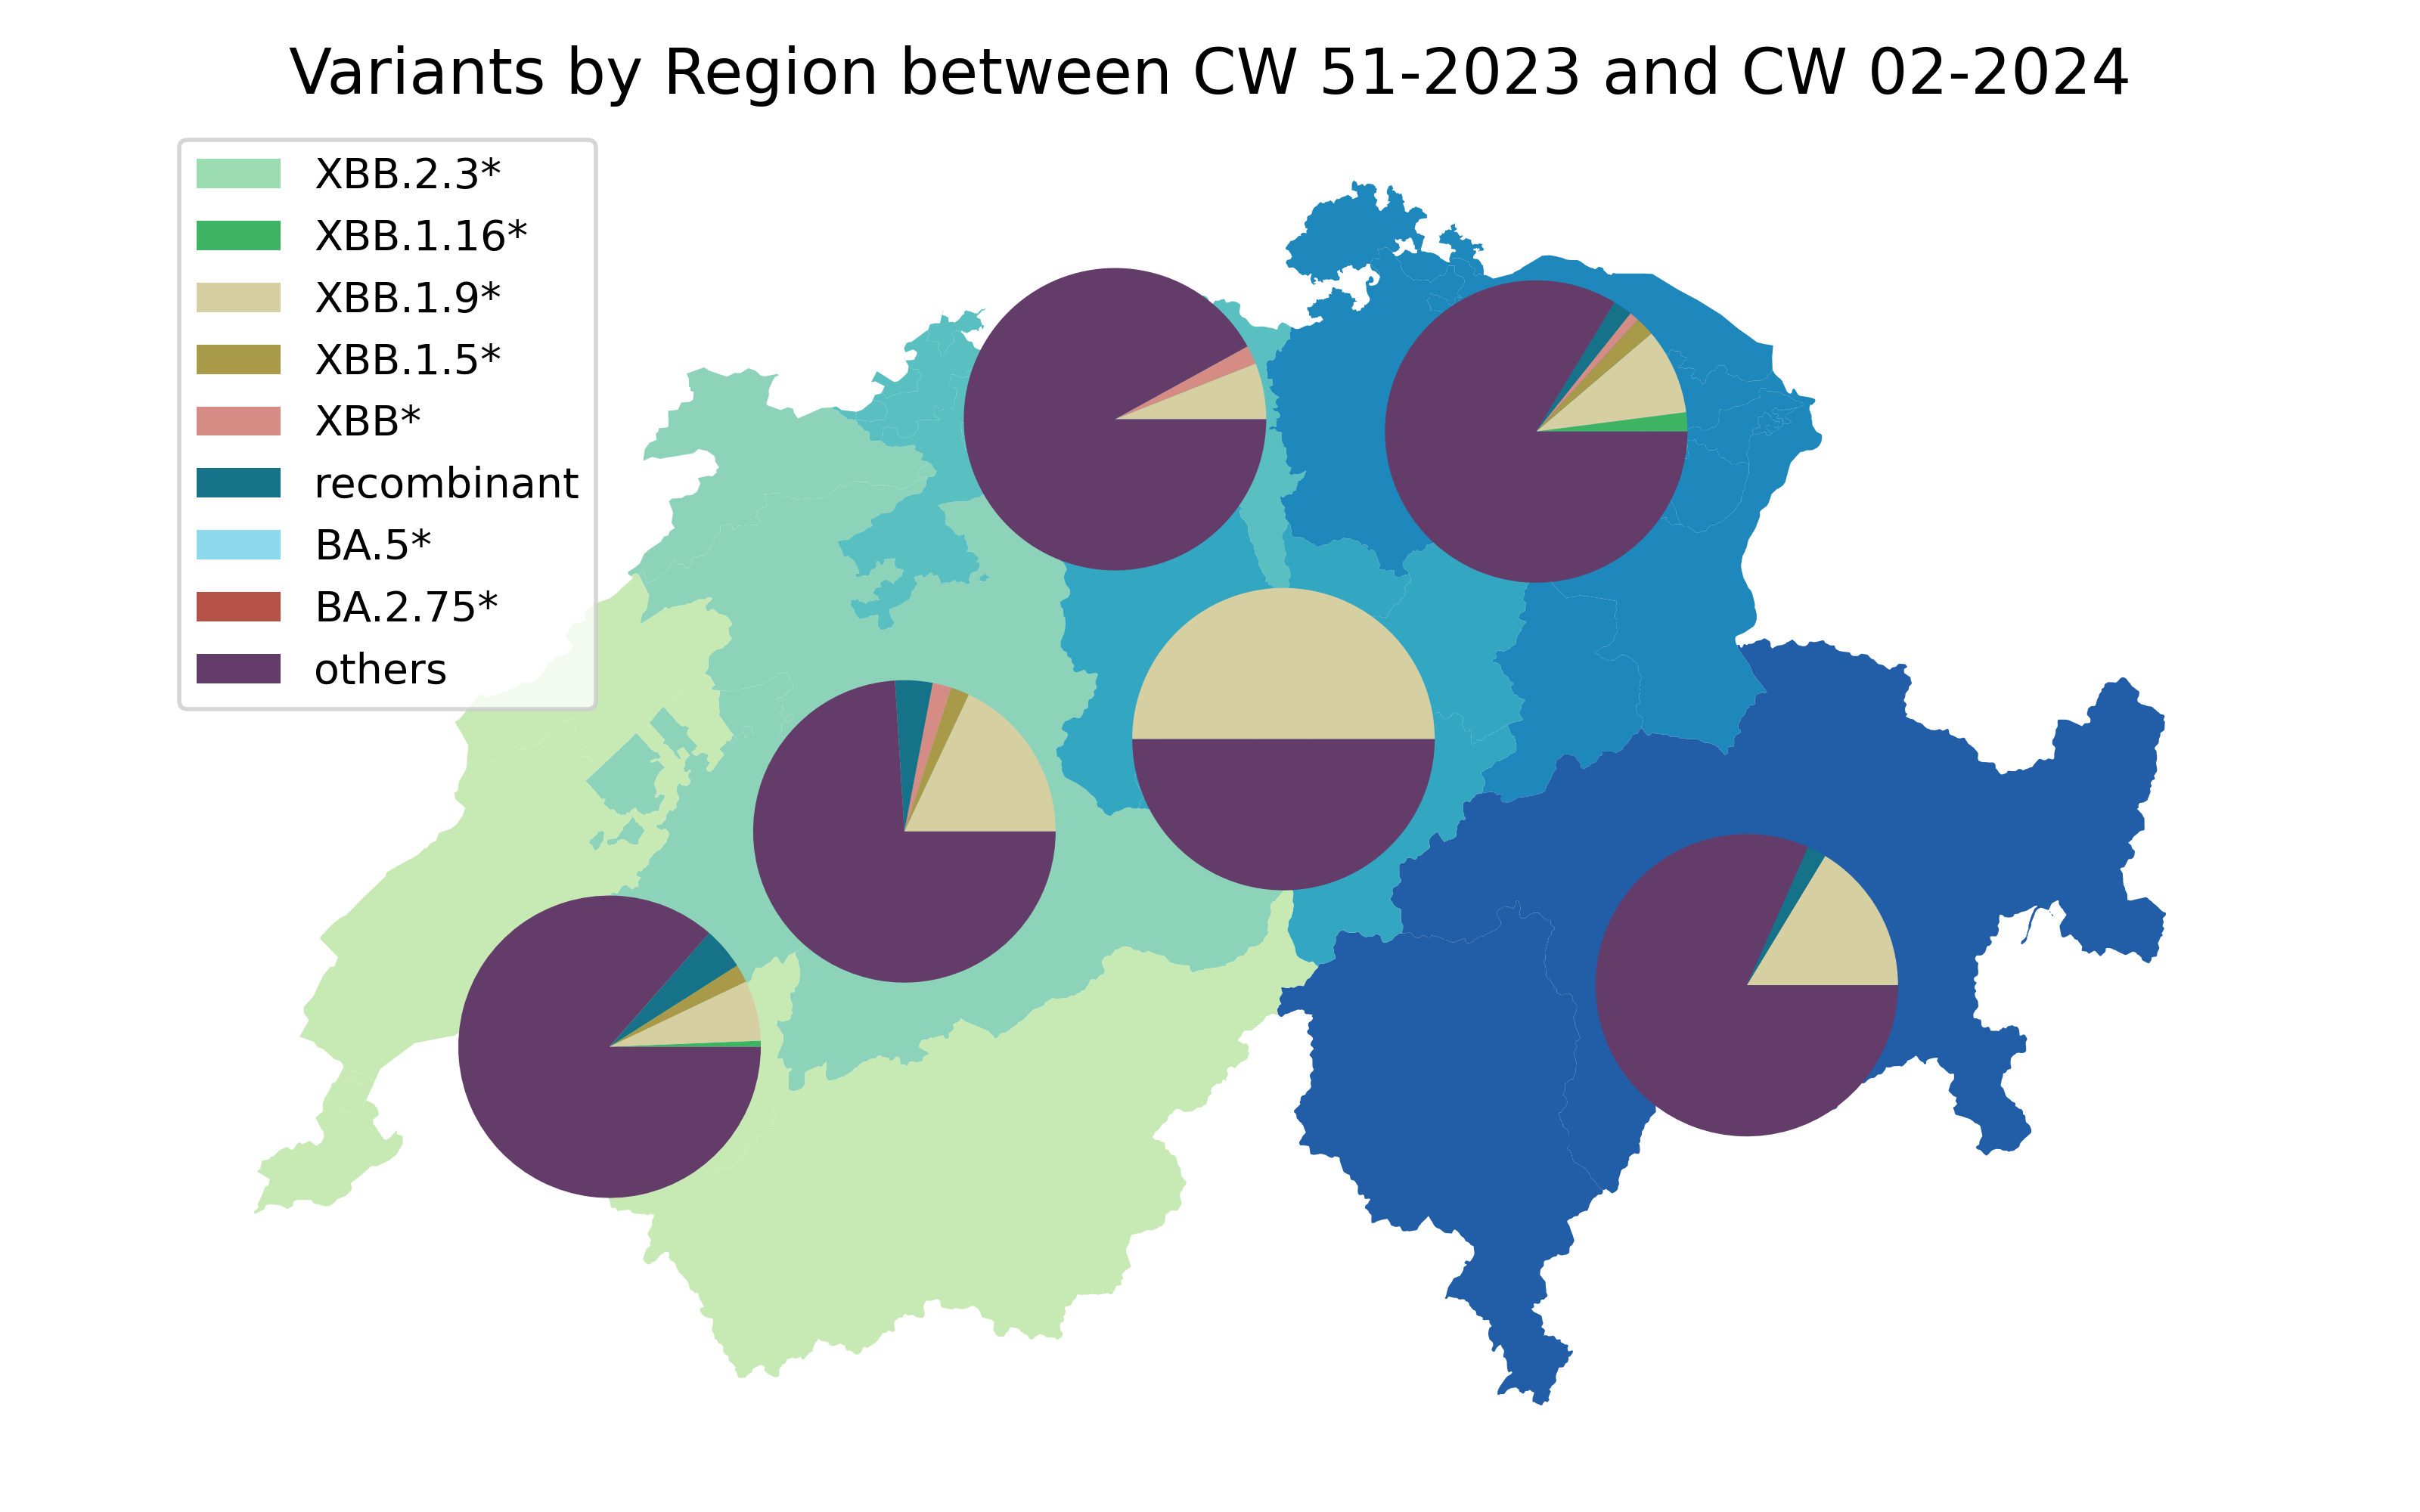 Variants by Region between CW 51-2023 and CW 02-2024
XBB.2.3*
XBB.1.16*
XBB.1.9*
XBB.1.5*
XBB*
recombinant
BA.5*
BA.2.75*
others